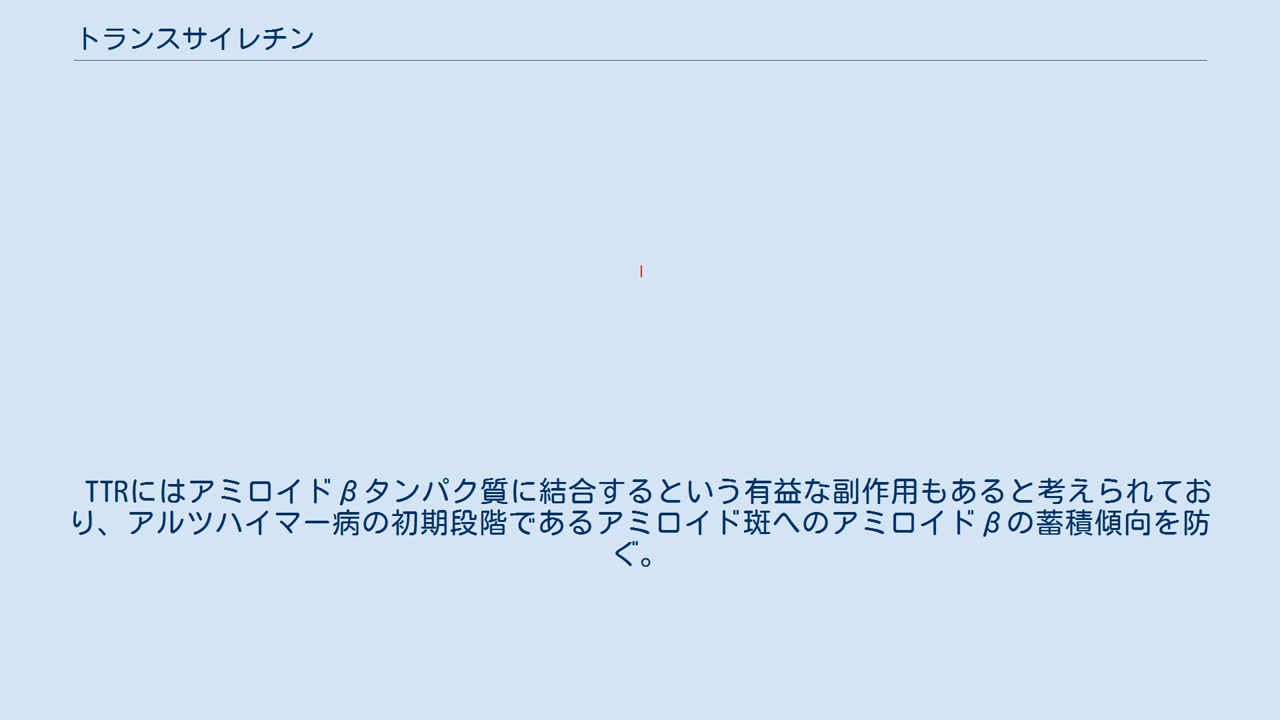 トランスサイレチン
TTRにはアミロイドβタンパク質に結合するという有益な副作用もあると考えられてお
り、アルツハイマー病の初期段階であるアミロイド斑へのアミロイドβの蓄積傾向を防
ぐ。